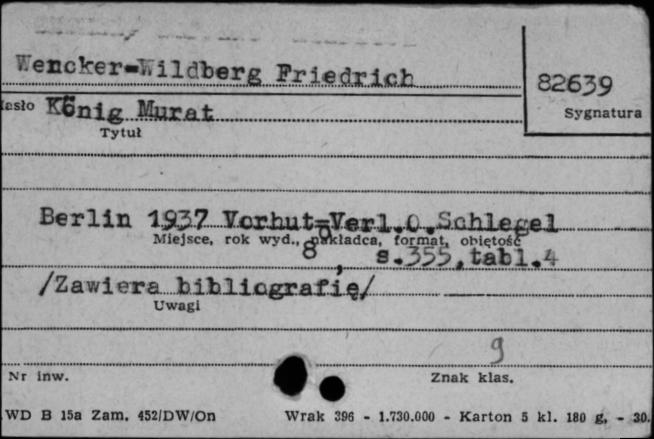 Wencker-Wildberg Friedrich
82639
asło König Murat
Sygnatura
Tytuł
Berlin 1937 Vorhut-Verl.O.Schlegel
Miejsce, rok wyd., nakładca, format, objętość
8°, s.355,tabl.4
/Zawiera bibliografię/
Uwagi
9
Nr inw.
Znak klas.
WD B 15a Zam. 452/DW/On Wrak 396 - 1.730.000 - Karton 5 kl. 180 g, - 30.